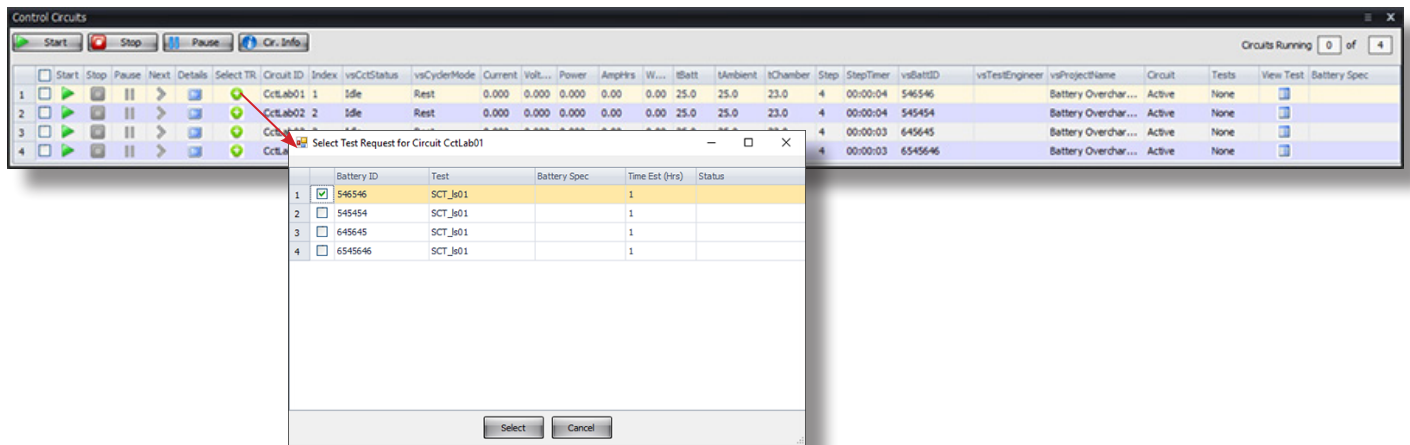 Control Circuits
Start Stop Pause Cir. Info Circuits Running 0 of 4
Start Stop Pause Next Details Select TR Circuit ID Index vsCctStatus vsCyclerMode Current Volt... Power AmpHrs W... tBatt tAmbient tChamber Step StepTimer vsBattID vsTestEngineer vsProjectName Circuit Tests View Test Battery Spec
1 CctLab01 1 Idle Rest 0.000 0.000 0.000 0.00 0.00 25.0 25.0 23.0 4 00:00:04 546546 Battery Overchar... Active None
2 CctLab02 2 Idle Rest 0.000 0.000 0.000 0.00 0.00 25.0 25.0 23.0 4 00:00:04 545454 Battery Overchar... Active None
3 4 00:00:03 645645 Battery Overchar... Active None
4 CctLa 4 00:00:03 6545646 Battery Overchar... Active None
Select Test Request for Circuit CctLab01
Battery ID Test Battery Spec Time Est (Hrs) Status
1 546546 SCT_ls01 1
2 545454 SCT_ls01 1
3 645645 SCT_ls01 1
4 6545646 SCT_ls01 1
Select Cancel